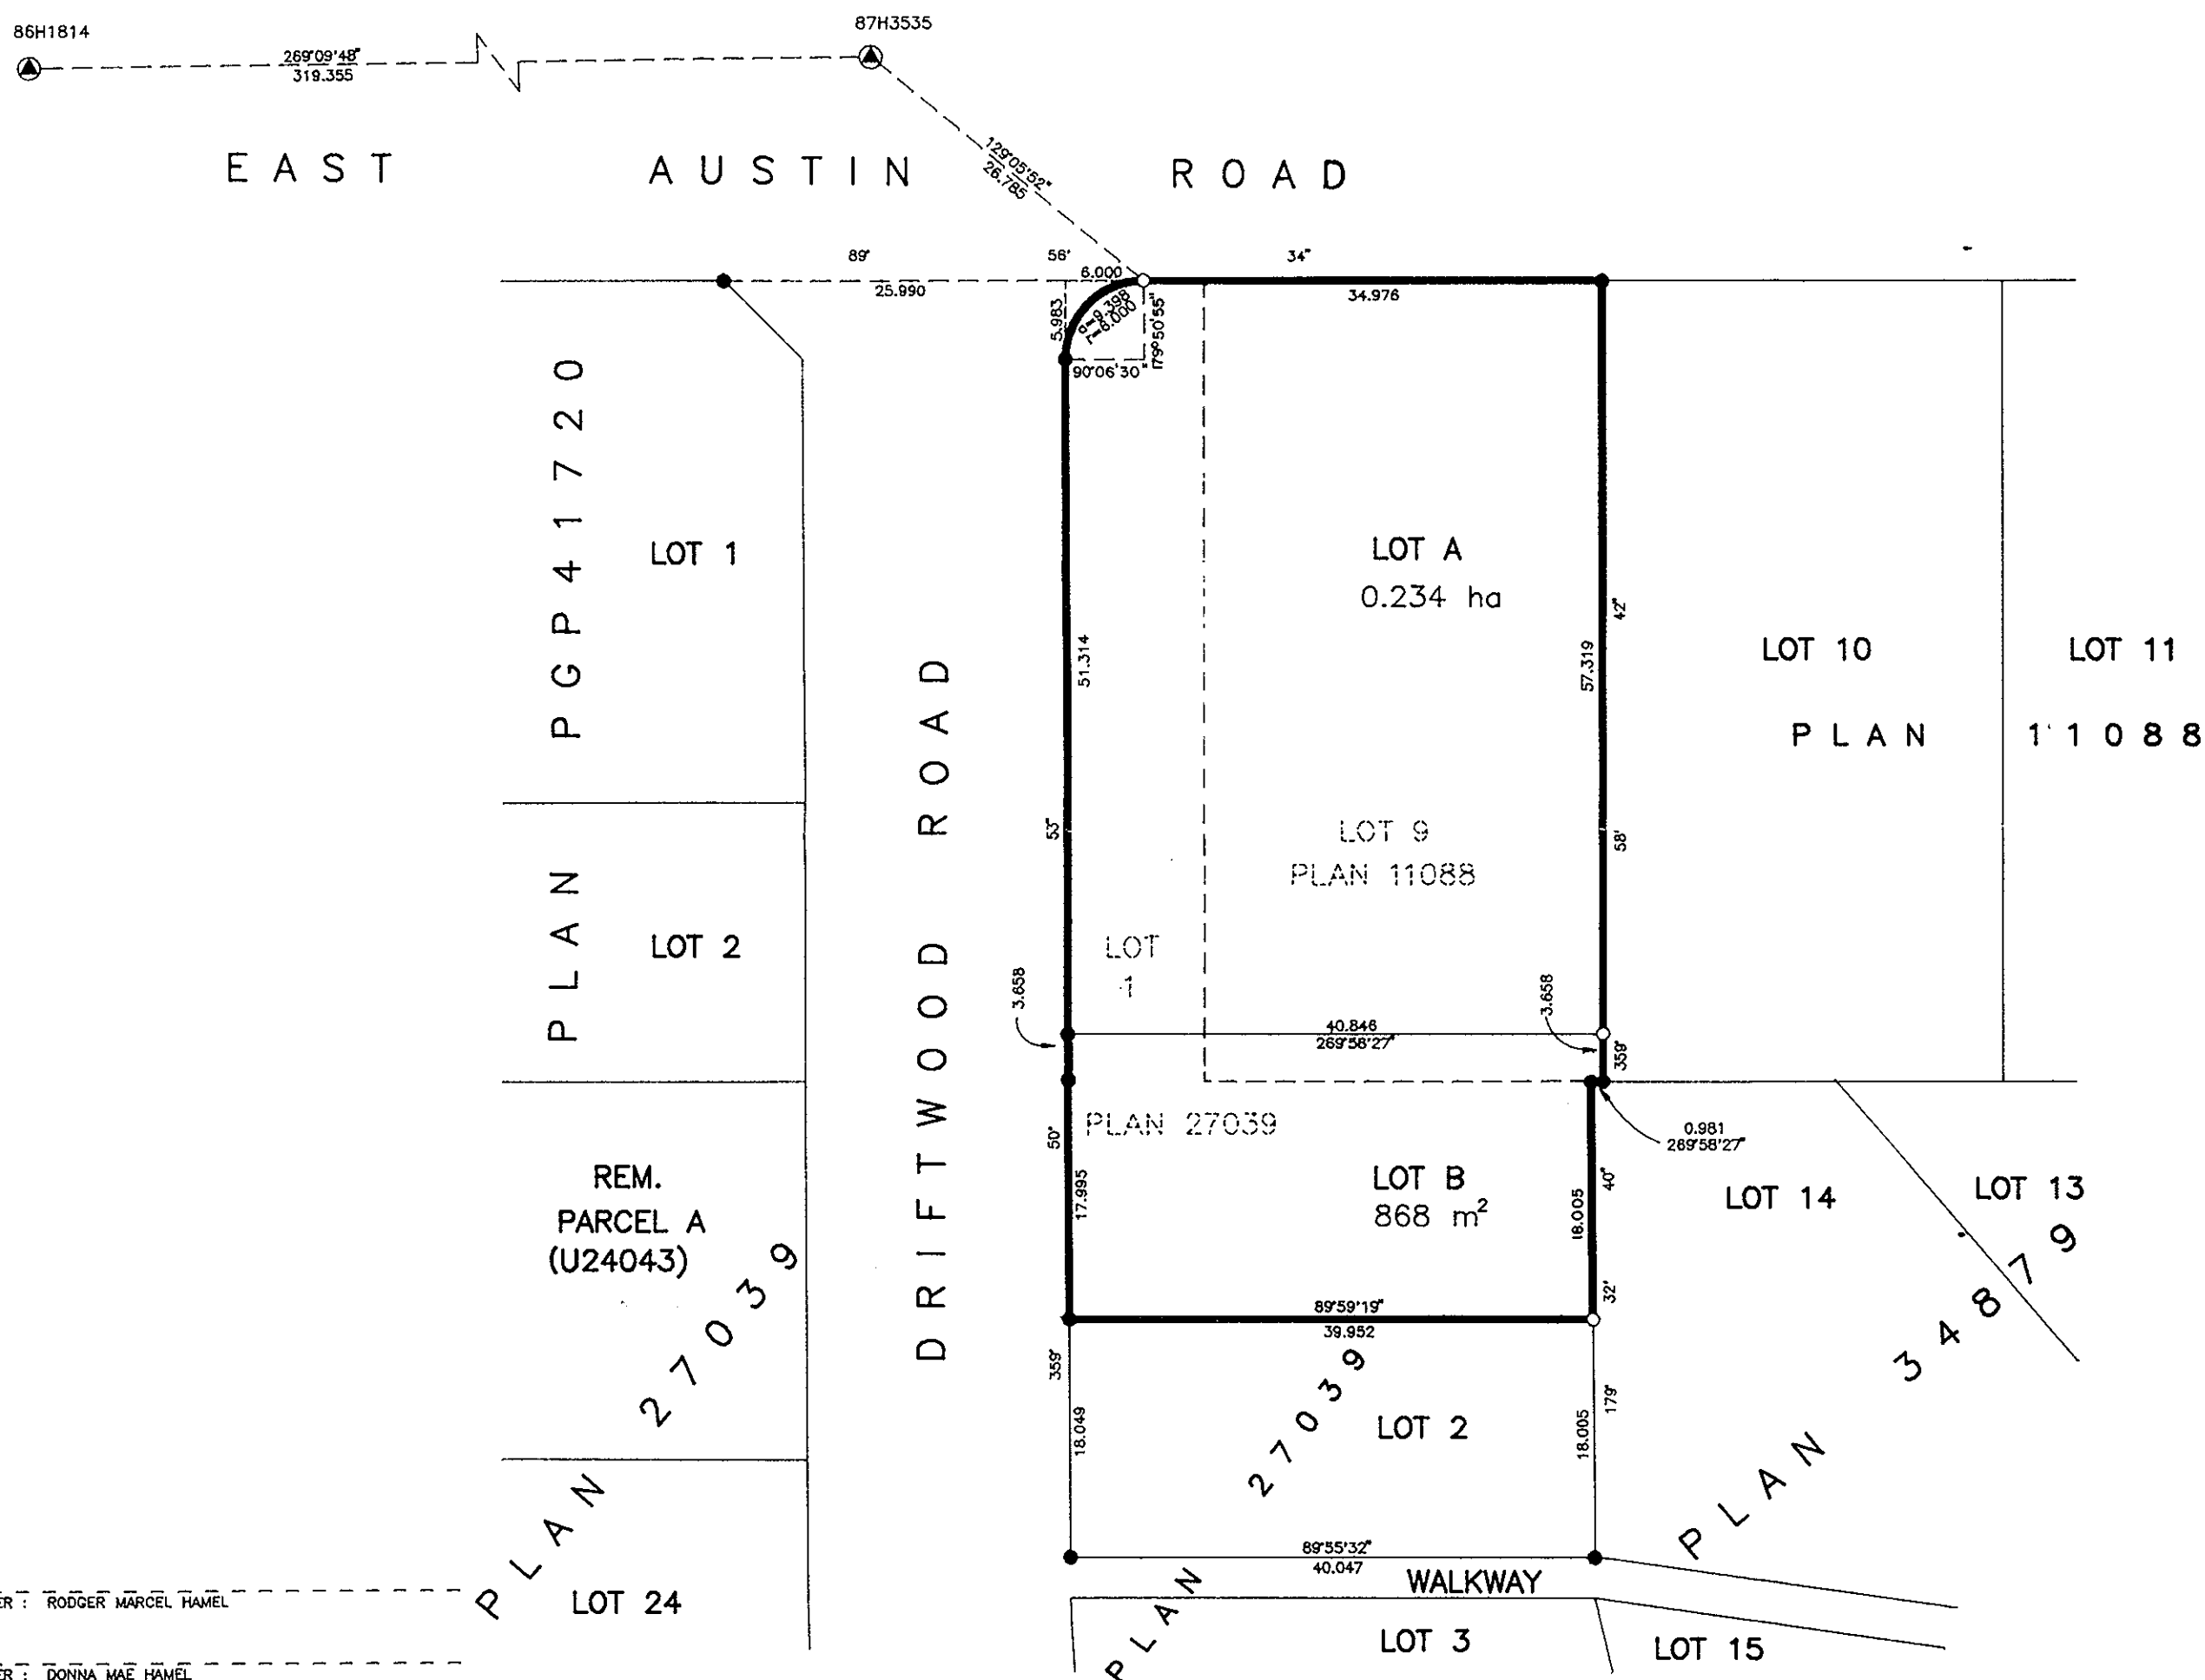 86H1814
87H3535
269°09'48"
319.355
129°05'52"
26.785
EAST AUSTIN ROAD
89° 56' 34"
6.000
25.990
34.976
5.983
a=9.398
r=6.000
179°50'55"
90°06'30"
PLAN PGP41720
LOT 1
LOT A
0.234 ha
42"
51.314
57.319
LOT 10
LOT 11
PLAN 11088
DRIFTWOOD ROAD
53"
58'
LOT 9
PLAN 11088
LOT 2
LOT
1
3.658
3.658
40.846
269°58'27"
359°
PLAN 27039
50'
0.981
269°58'27"
REM.
PARCEL A
(U24043)
LOT B
868 m²
17.995
18.005
40"
LOT 14
LOT 13
32'
89°59'19"
39.952
359°
179°
PLAN 27039
PLAN 27039
PLAN 34879
LOT 2
18.049
18.005
89°55'32"
40.047
WALKWAY
LOT 24
LOT 3
LOT 15
ER : RODGER MARCEL HAMEL
ER : DONNA MAE HAMEL